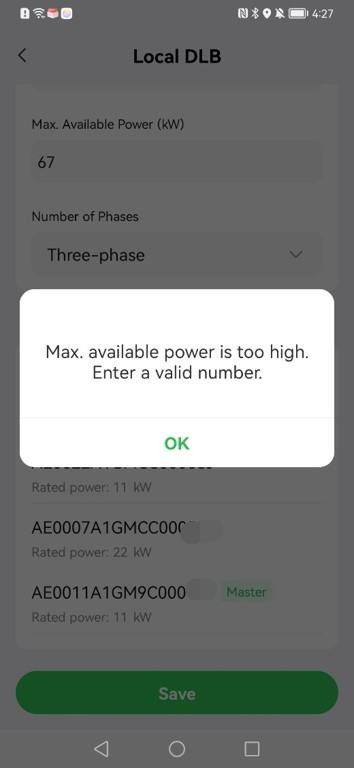 4:27
Local DLB
Max. Available Power (kW)
67
Number of Phases
Three-phase
Max. available power is too high.
Enter a valid number.
OK
Rated power: 11 kW
AE0007A1GMCC000
Rated power: 22 kW
AE0011A1GM9C000
Master
Rated power: 11 kW
Save